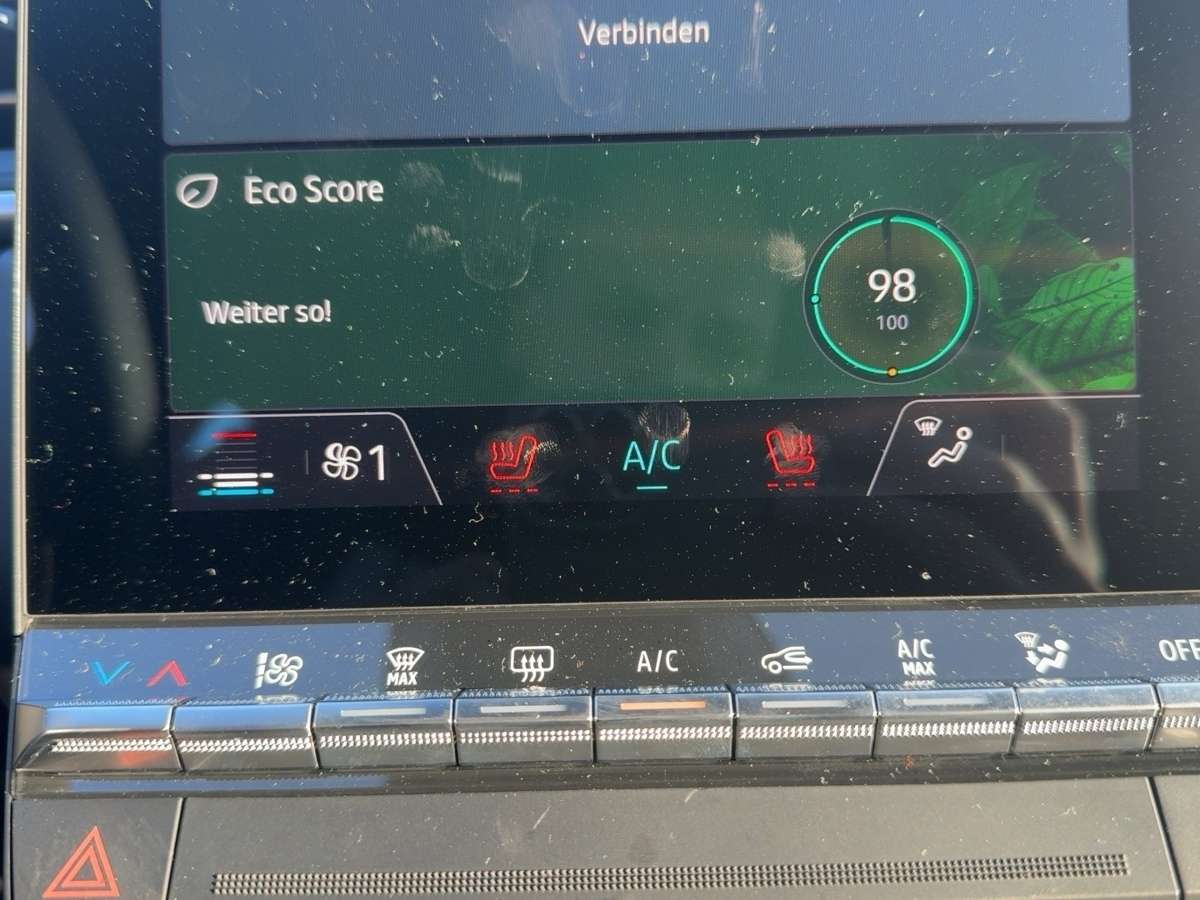 Verbinden
Eco Score
Weiter so!
98
100
1
A/C
MAX
A/C
A/C
MAX
OFF